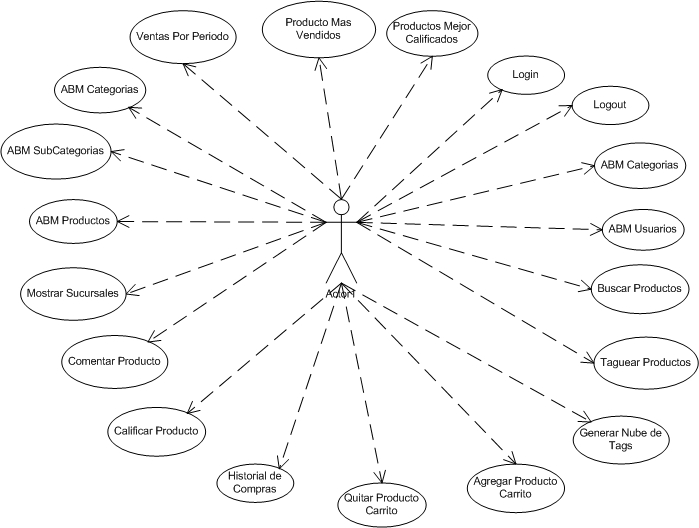 Producto Mas
Vendidos
Productos Mejor
Calificados
Ventas Por Periodo
Login
ABM Categorias
Logout
ABM SubCategorias
ABM Categorias
ABM Productos
ABM Usuarios
Mostrar Sucursales
Buscar Productos
Actor1
Comentar Producto
Taguear Productos
Calificar Producto
Generar Nube de
Tags
Historial de
Compras
Quitar Producto
Carrito
Agregar Producto
Carrito